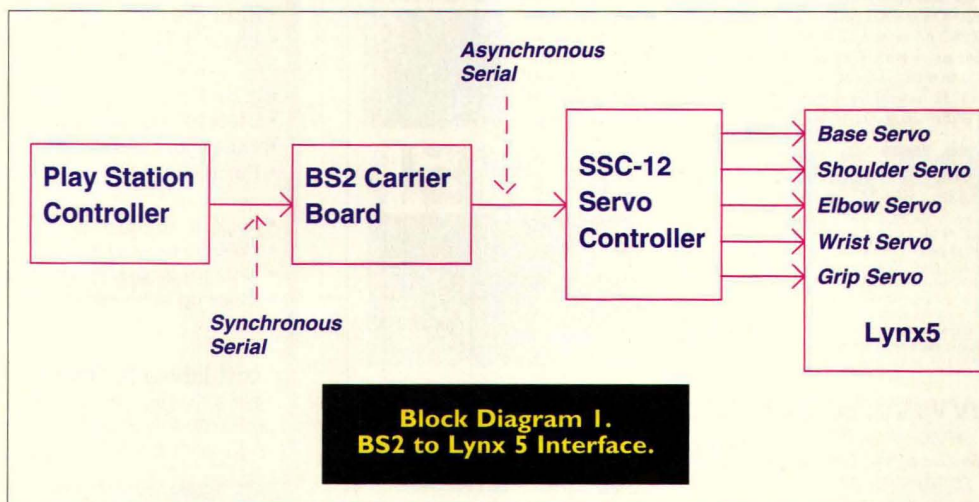 Asynchronous
Serial
Play Station
Controller
BS2 Carrier
Board
SSC-12
Servo
Controller
Base Servo
Shoulder Servo
Elbow Servo
Wrist Servo
Grip Servo
Lynx5
Synchronous
Serial
Block Diagram 1.
BS2 to Lynx 5 Interface.